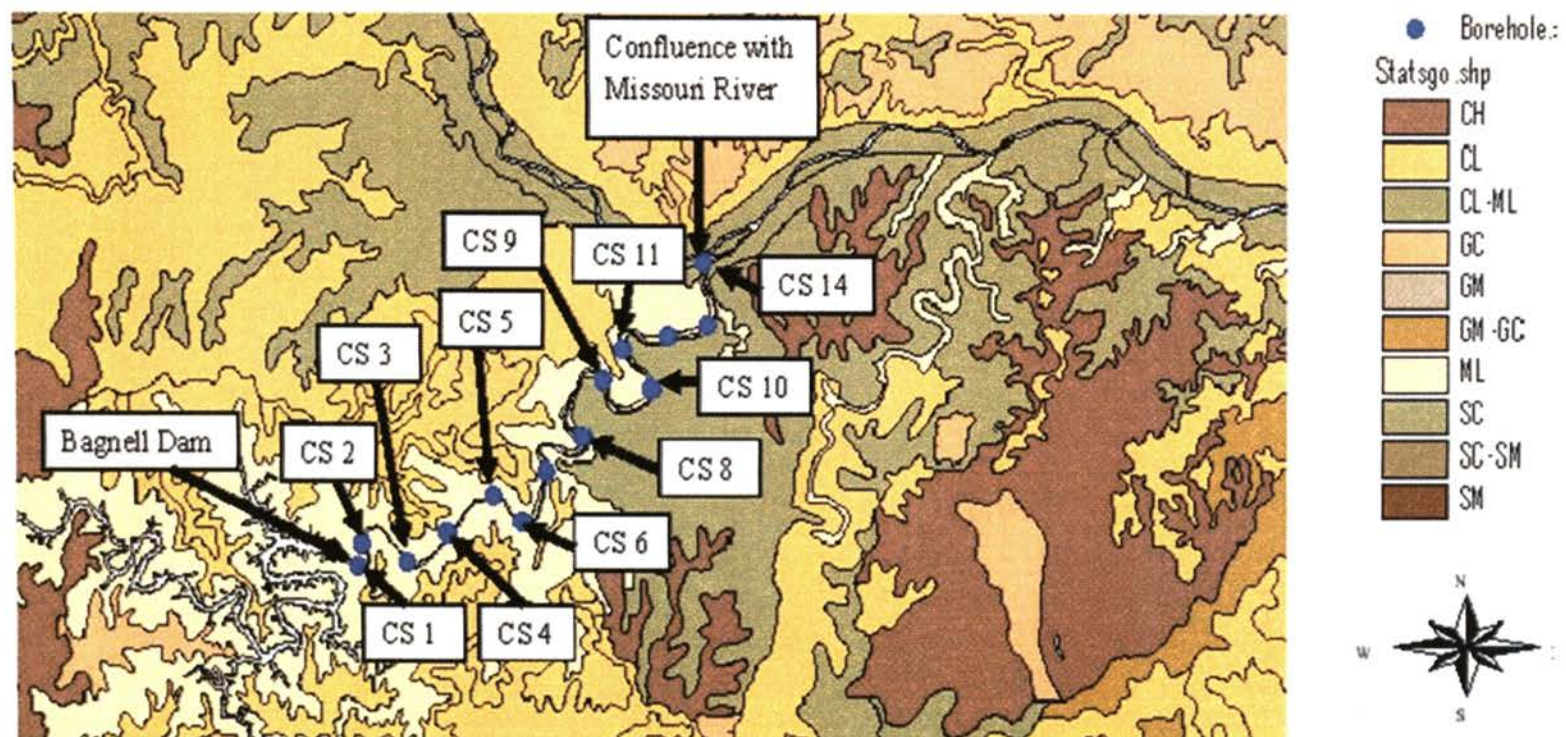 Confluence with
Missouri River
CS 9
CS 11
CS 14
CS 5
CS 3
CS 10
Bagnell Dam
CS 2
CS 8
CS 6
CS 1
CS 4
Borehole.:
Statsgo.shp
CH
CL
CL-ML
GC
GM
GM-GC
ML
SC
SC-SM
SM
N
W
S